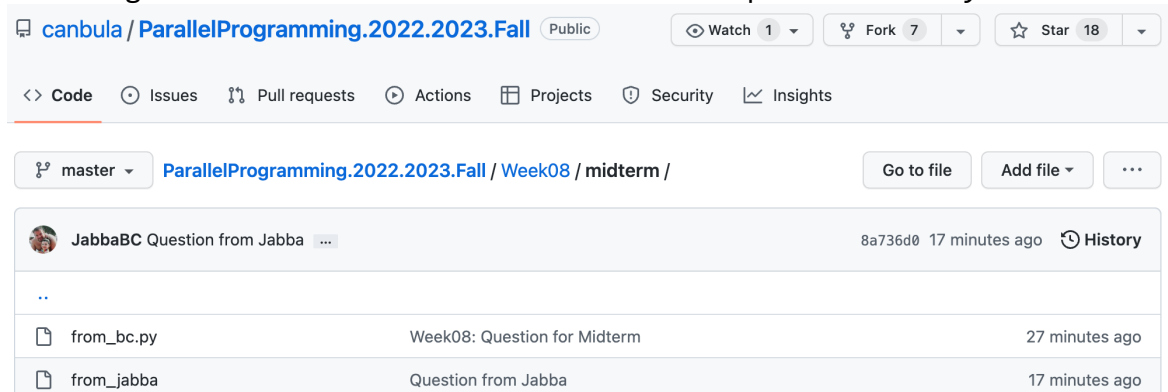 canbula / ParallelProgramming.2022.2023.Fall Public Watch 1 Fork 7 Star 18
Code Issues Pull requests Actions Projects Security Insights
master ParallelProgramming.2022.2023.Fall / Week08 / midterm / Go to file Add file ...
JabbaBC Question from Jabba ... 8a736d0 17 minutes ago History
..
from_bc.py Week08: Question for Midterm 27 minutes ago
from_jabba Question from Jabba 17 minutes ago